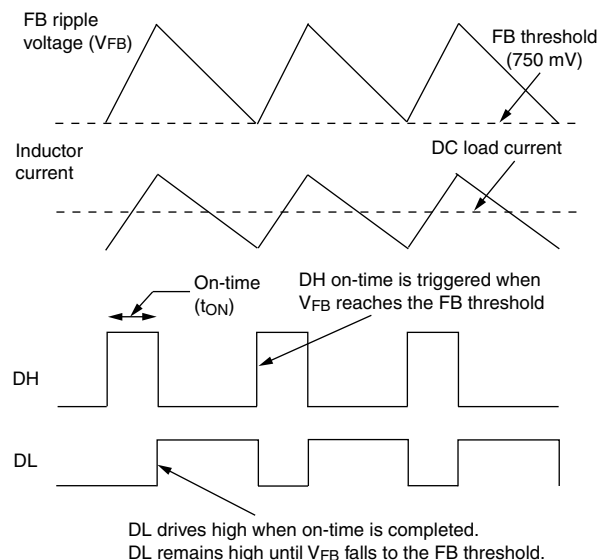 FB ripple
voltage (VFB)
FB threshold
(750 mV)
Inductor
current
DC load current
On-time
(tON)
DH on-time is triggered when
VFB reaches the FB threshold
DH
DL
DL drives high when on-time is completed.
DL remains high until VFB falls to the FB threshold.